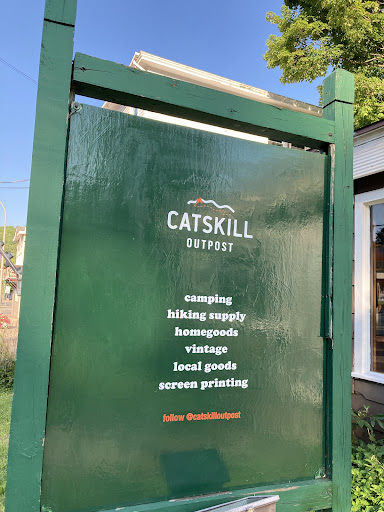 CATSKILL
OUTPOST
camping
hiking supply
homegoods
vintage
local goods
screen printing
follow @catskilloutpost